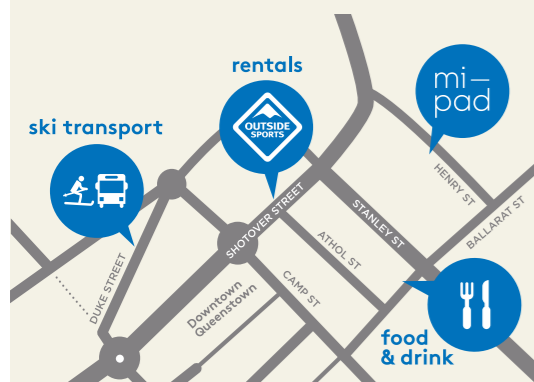 rentals
mi—
pad
OUTSIDE
SPORTS
ski transport
HENRY ST
SHOTOVER STREET
STANLEY ST
BALLARAT ST
ATHOL ST
DUKE STREET
CAMP ST
Downtown
Queenstown
food
& drink